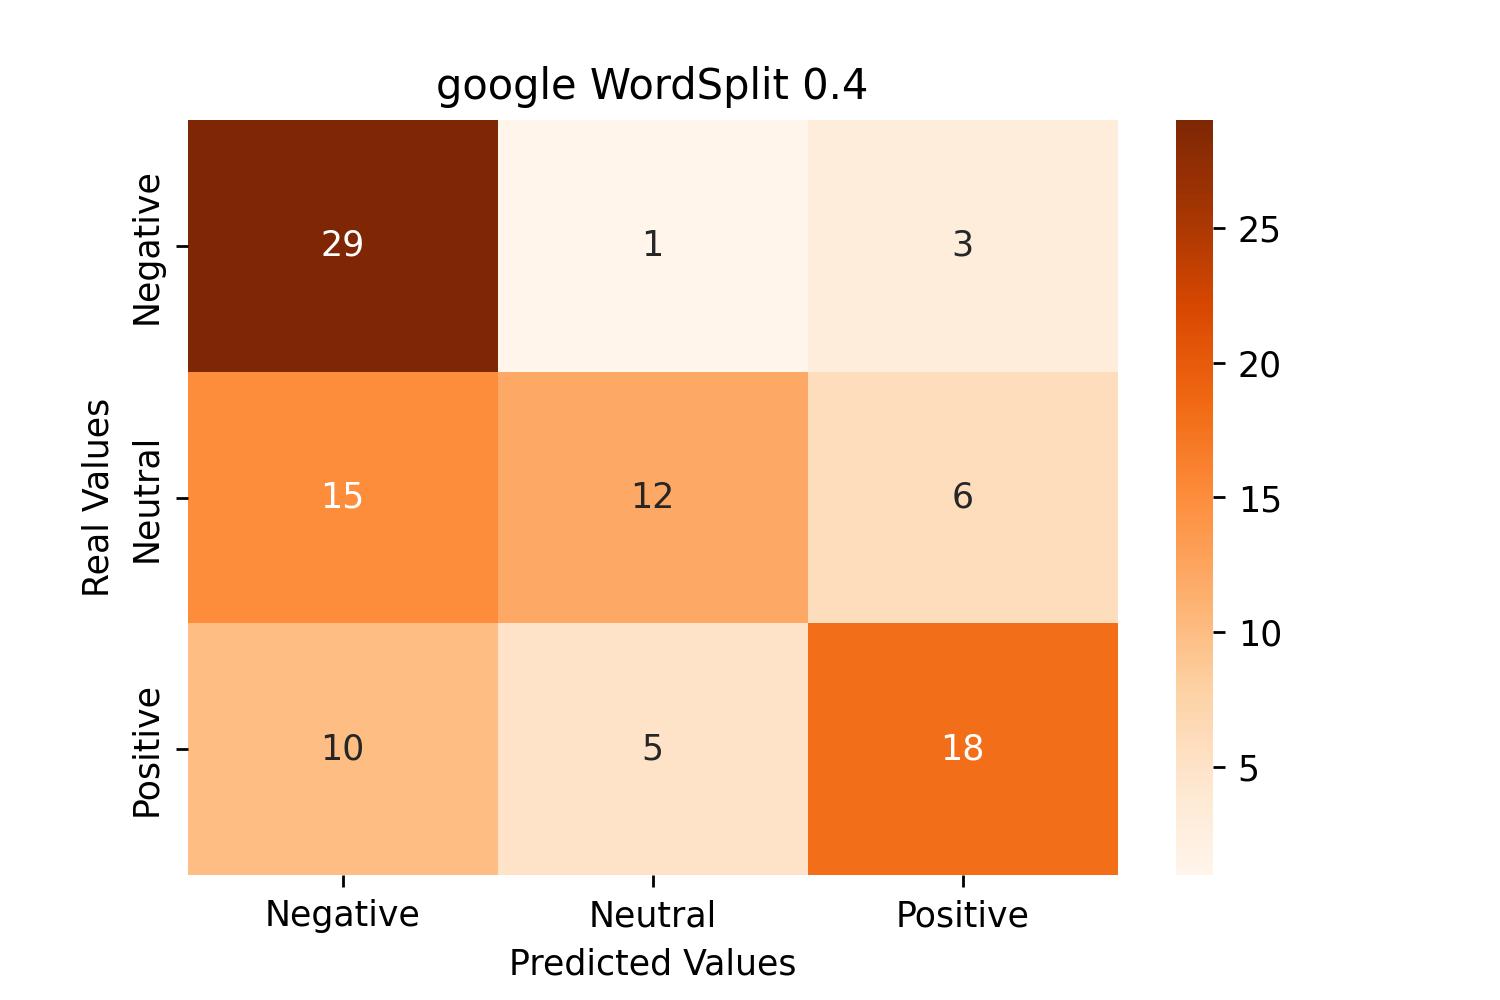 google WordSplit 0.4
Real Values
Negative
29 1 3
25
20
Neutral
15 12 6
15
10
Positive
10 5 18
5
Negative Neutral Positive
Predicted Values